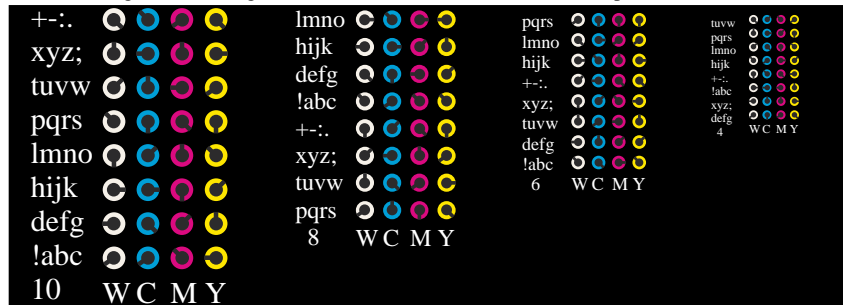 +-:.
xyz;
tuvw
pqrs
lmno
hijk
defg
!abc
10 W C M Y
lmno
hijk
defg
!abc
+-:.
xyz;
tuvw
pqrs
8 W C M Y
pqrs
lmno
hijk
+-:.
xyz;
tuvw
defg
!abc
6 W C M Y
tuvw
pqrs
lmno
hijk
+-:.
!abc
xyz;
defg
4 W C M Y